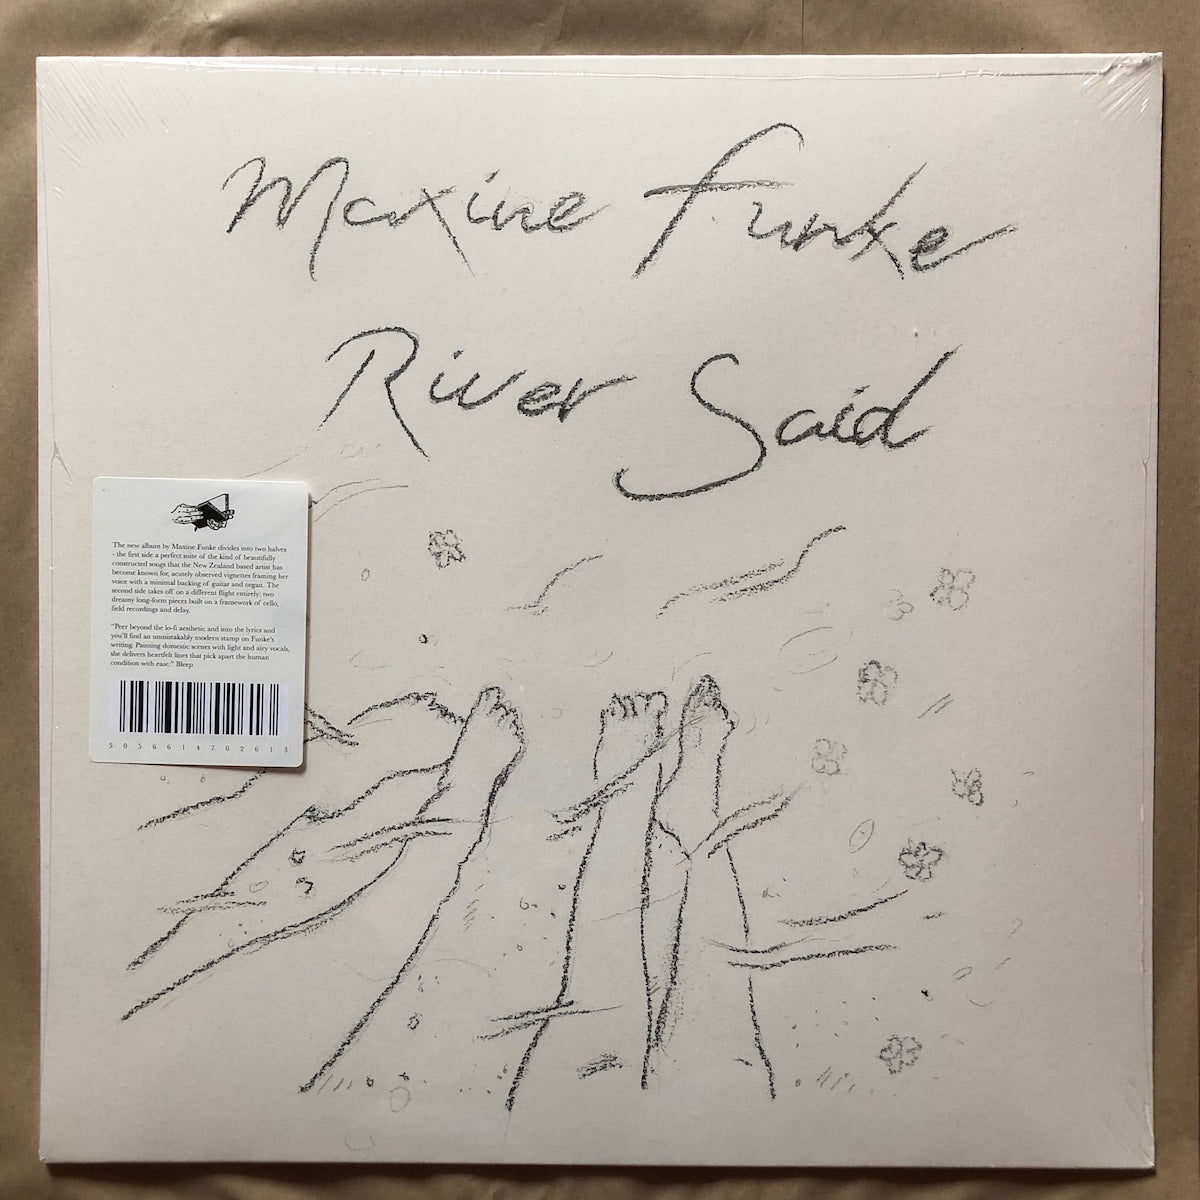 Maxine Funke
River Said
The new album by Maxine Funke divides into two halves
- the first side a perfect suite of the kind of beautifully
constructed songs that the New Zealand based artist has
become known for, acutely observed vignettes framing her
voice with a minimal backing of guitar and organ. The
second side takes off on a different flight entirely: two
dreamy long-form pieces built on a framework of cello,
field recordings and delay.
"Peer beyond the lo-fi aesthetic and into the lyrics and
you'll find an unmistakably modern stamp on Funke's
writing. Painting domestic scenes with light and airy vocals,
she delivers heartfelt lines that pick apart the human
condition with ease." Bleep
5056614702613